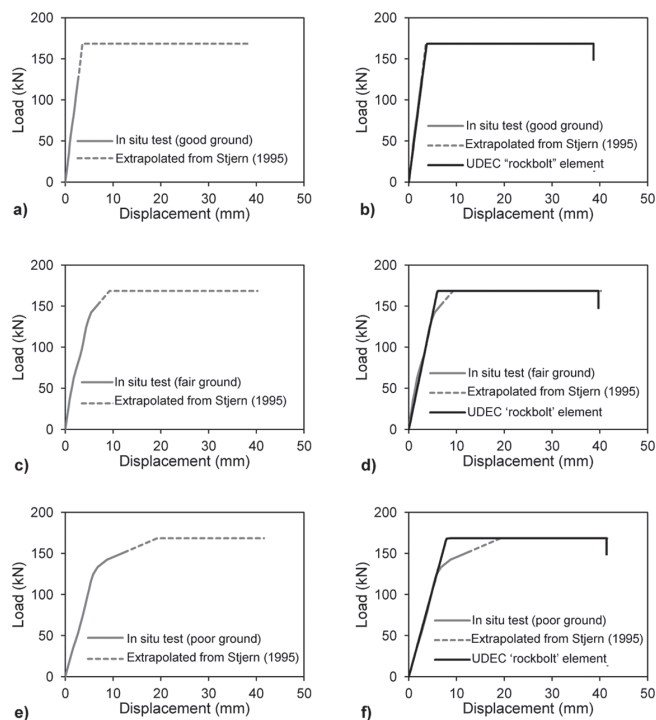 200
150
100
50
0
Load (kN)
In situ test (good ground)
Extrapolated from Stjern (1995)
0 10 20 30 40 50
Displacement (mm)
a)
200
150
100
50
0
Load (kN)
In situ test (good ground)
Extrapolated from Stjern (1995)
UDEC “rockbolt” element
0 10 20 30 40 50
Displacement (mm)
b)
200
150
100
50
0
Load (kN)
In situ test (fair ground)
Extrapolated from Stjern (1995)
0 10 20 30 40 50
Displacement (mm)
c)
200
150
100
50
0
Load (kN)
In situ test (fair ground)
Extrapolated from Stjern (1995)
UDEC ‘rockbolt’ element
0 10 20 30 40 50
Displacement (mm)
d)
200
150
100
50
0
Load (kN)
In situ test (poor ground)
Extrapolated from Stjern (1995)
0 10 20 30 40 50
Displacement (mm)
e)
200
150
100
50
0
Load (kN)
In situ test (poor ground)
Extrapolated from Stjern (1995)
UDEC ‘rockbolt’ element
0 10 20 30 40 50
Displacement (mm)
f)